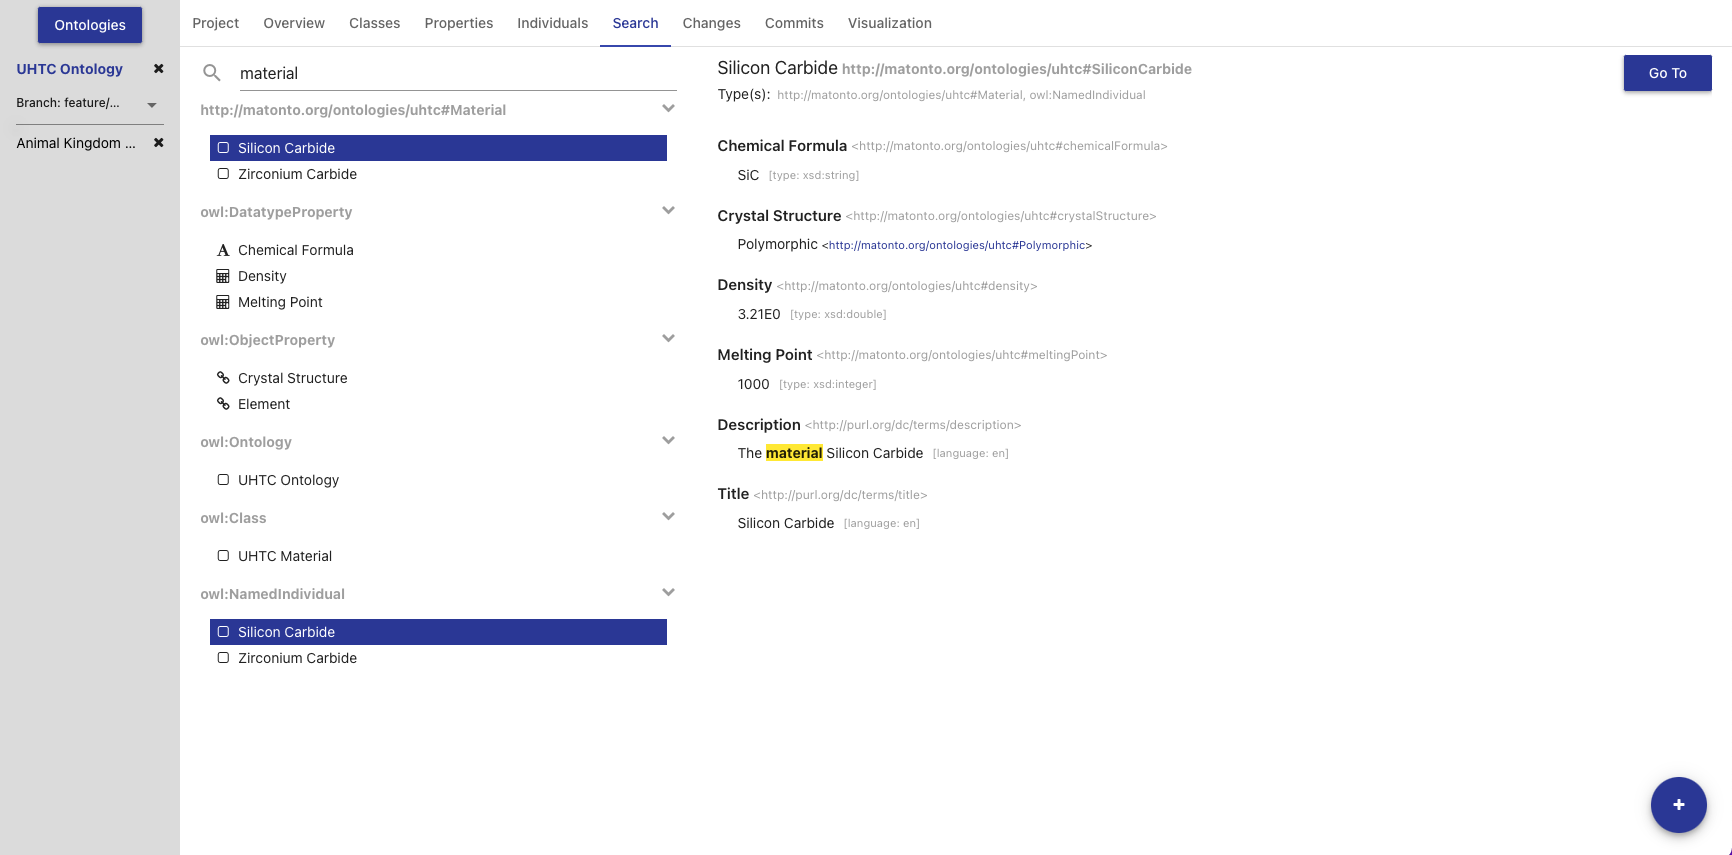 Ontologies
UHTC Ontology
Branch: feature/...
Animal Kingdom ...
Project Overview Classes Properties Individuals Search Changes Commits Visualization
material
http://matonto.org/ontologies/uhtc#Material
Silicon Carbide
Zirconium Carbide
owl:DatatypeProperty
Chemical Formula
Density
Melting Point
owl:ObjectProperty
Crystal Structure
Element
owl:Ontology
UHTC Ontology
owl:Class
UHTC Material
owl:NamedIndividual
Silicon Carbide
Zirconium Carbide
Silicon Carbide http://matonto.org/ontologies/uhtc#SiliconCarbide
Go To
Type(s): http://matonto.org/ontologies/uhtc#Material, owl:NamedIndividual
Chemical Formula <http://matonto.org/ontologies/uhtc#chemicalFormula>
SiC [type: xsd:string]
Crystal Structure <http://matonto.org/ontologies/uhtc#crystalStructure>
Polymorphic <http://matonto.org/ontologies/uhtc#Polymorphic>
Density <http://matonto.org/ontologies/uhtc#density>
3.21E0 [type: xsd:double]
Melting Point <http://matonto.org/ontologies/uhtc#meltingPoint>
1000 [type: xsd:integer]
Description <http://purl.org/dc/terms/description>
The material Silicon Carbide [language: en]
Title <http://purl.org/dc/terms/title>
Silicon Carbide [language: en]